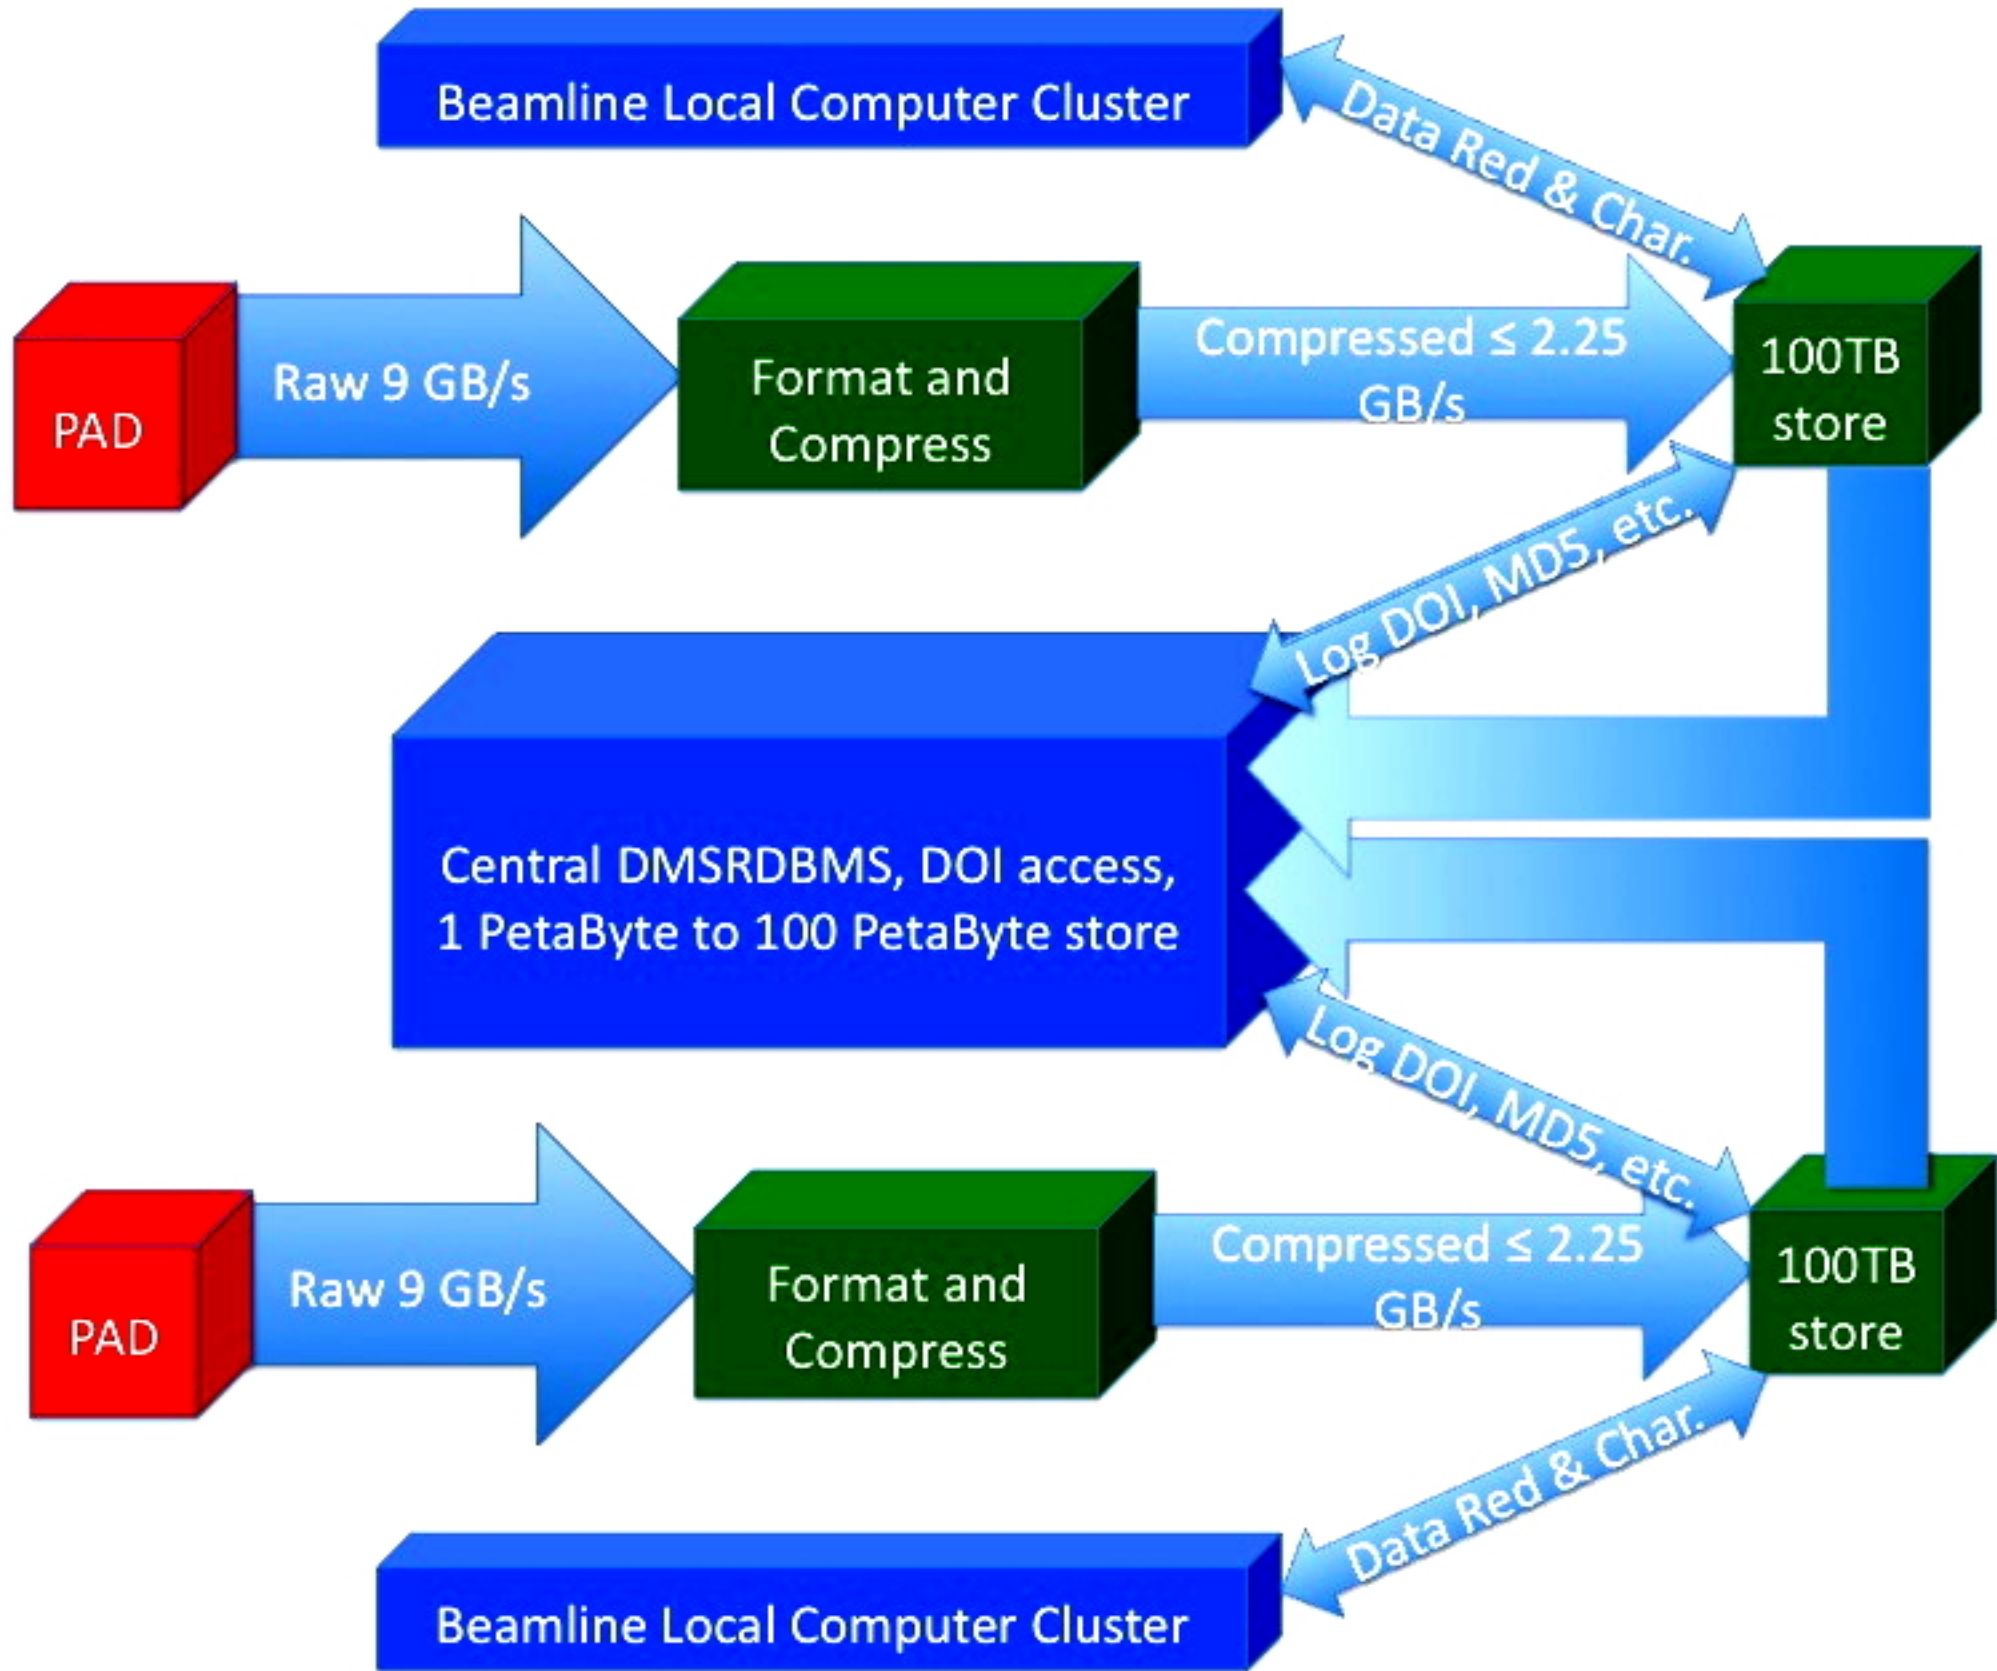 Beamline Local Computer Cluster
Data Red & Char.
PAD
Raw 9 GB/s
Format and
Compress
Compressed ≤ 2.25
GB/s
100TB
store
Log DOI, MD5, etc.
Central DMSRDBMS, DOI access,
1 PetaByte to 100 PetaByte store
Log DOI, MD5, etc.
PAD
Raw 9 GB/s
Format and
Compress
Compressed ≤ 2.25
GB/s
100TB
store
Data Red & Char.
Beamline Local Computer Cluster